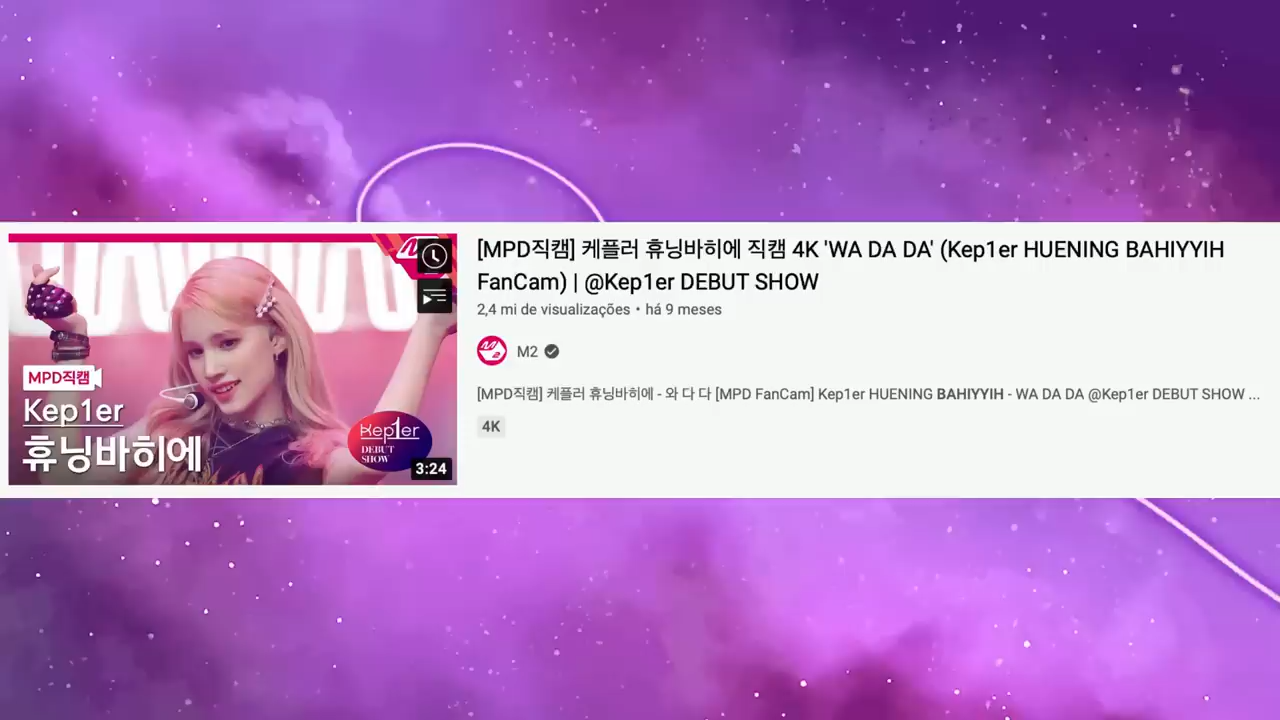 MPD직캠
Kep1er
휴닝바히에
Kep1er
DEBUT
SHOW
3:24
[MPD직캠] 케플러 휴닝바히에 직캠 4K 'WA DA DA' (Kep1er HUENING BAHIYYIH
FanCam) | @Kep1er DEBUT SHOW
2,4 mi de visualizações • há 9 meses
M2
[MPD직캠] 케플러 휴닝바히에 - 와 다 다 [MPD FanCam] Kep1er HUENING BAHIYYIH - WA DA DA @Kep1er DEBUT SHOW ...
4K